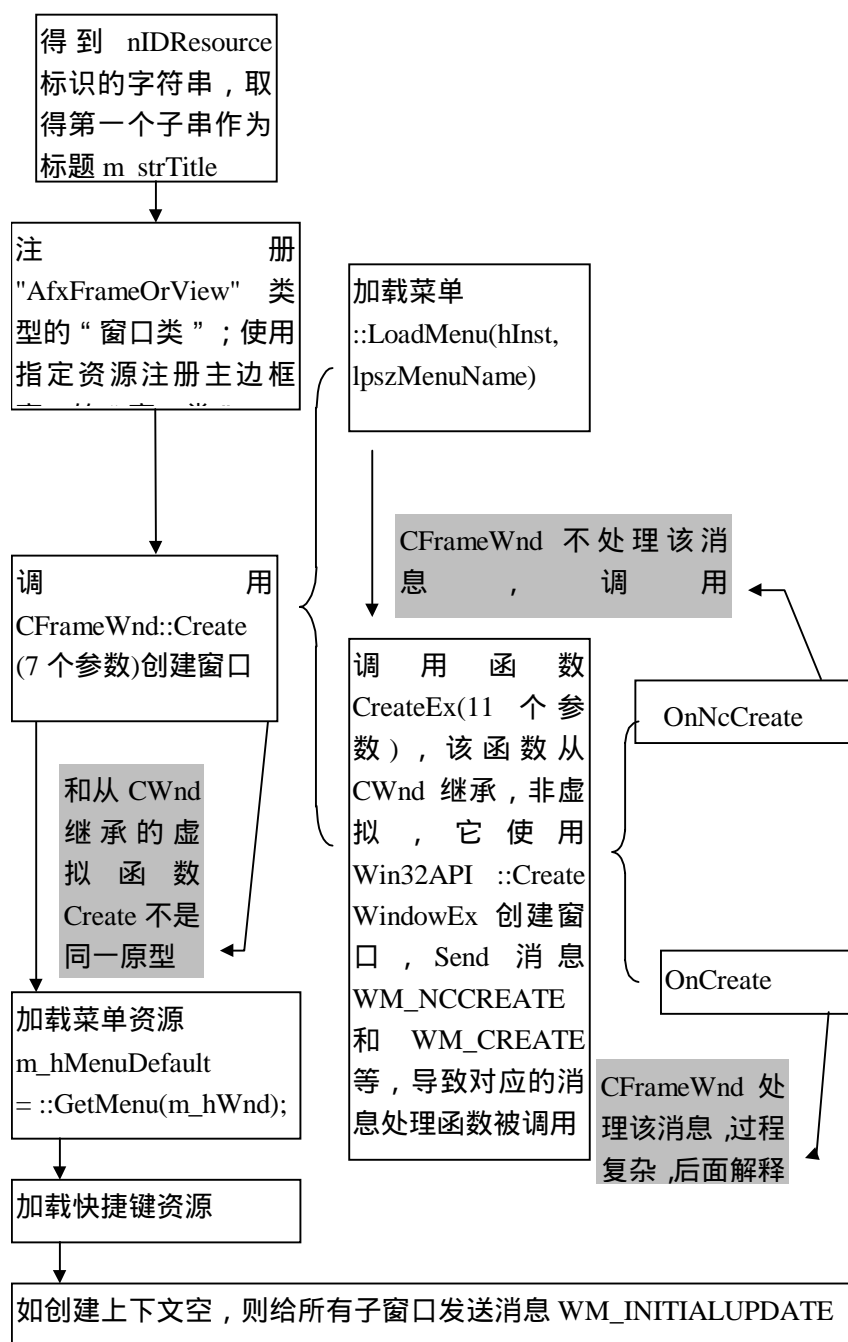 得到 nIDResource
标识的字符串，取
得第一个子串作为
标题 m_strTitle
注册
"AfxFrameOrView" 类
型的“窗口类”；使用
指定资源注册主边框
调用
CFrameWnd::Create
(7 个参数)创建窗口
和从 CWnd
继承的虚
拟函数
Create 不是
同一原型
加载菜单资源
m_hMenuDefault
= ::GetMenu(m_hWnd);
加载快捷键资源
如创建上下文空，则给所有子窗口发送消息 WM_INITIALUPDATE
加载菜单
::LoadMenu(hInst,
lpszMenuName)
CFrameWnd 不处理该消
息，调用
调用函数
CreateEx(11 个参
数)，该函数从
CWnd 继承，非虚
拟，它使用
Win32API ::Create
WindowEx 创建窗
口，Send 消息
WM_NCCREATE
和 WM_CREATE
等，导致对应的消
息处理函数被调用
OnNcCreate
OnCreate
CFrameWnd 处
理该消息,过程
复杂,后面解释